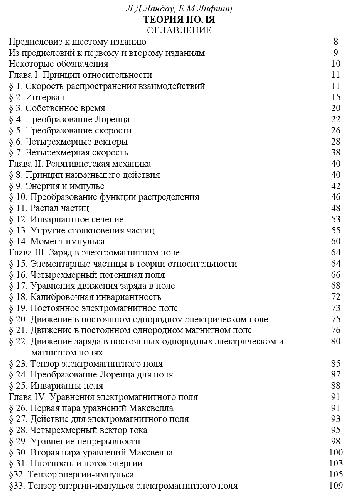 Л Д Ландау, Е М Лифшиц
ТЕОРИЯ ПОЛЯ
ОГЛАВЛЕНИЕ
Предисловие к шестому изданию 8
Из предисловий к первому и второму изданиям 9
Некоторые обозначения 10
Глава I Принцип относительности 11
§ 1. Скорость распространения взаимодействий 11
§ 2 Интервал 15
§ 3. Собственное время 20
§ 4 Преобразование Лоренца 22
§ 5 Преобразование скорости 26
§ 6. Четырехмерные векторы 28
§ 7 Четырехмерная скорость 38
Глава II. Релятивистская механика 40
§ 8. Принцип наименьшего действия 40
§ 9. Энергия и импульс 42
§ 10. Преобразование функции распределения 46
§ 11. Распад частиц 48
§ 12 Инвариантное сечение 53
§ 13 Упругие столкновения частиц 55
§ 14 Момент импульса 60
Глава III. Заряд в электромагнитном поле 64
§ 15. Элементарные частицы в теории относительности 64
§ 16. Четырехмерный потенциал поля 66
§ 17. Уравнения движения заряда в поле 68
§ 18. Калибровочная инвариантность 72
§ 19. Постоянное электромагнитное поле 73
§ 20 Движение в постоянном однородном электрическом поле 75
§ 21. Движение в постоянном однородном магнитном поле 76
§ 22 Движение заряда в постоянных однородных электрическом и 80
магнитном полях
§ 23. Тензор электромагнитного поля 85
§ 24. Преобразование Лоренца для поля 87
§ 25. Инварианты поля 88
Глава IV Уравнения электромагнитного поля 91
§ 26. Первая пара уравнений Максвелла 91
§ 27. Действие для электромагнитного поля 93
§ 28. Четырехмерный вектор тока 95
§ 29. Уравнение непрерывности 98
§ 30 Вторая пара уравнений Максвелла 100
§ 31 Плотность и поток энергии 103
§32. Тензор энергии-импульса 105
§33. Тензор энергии-импульса электромагнитного поля 109